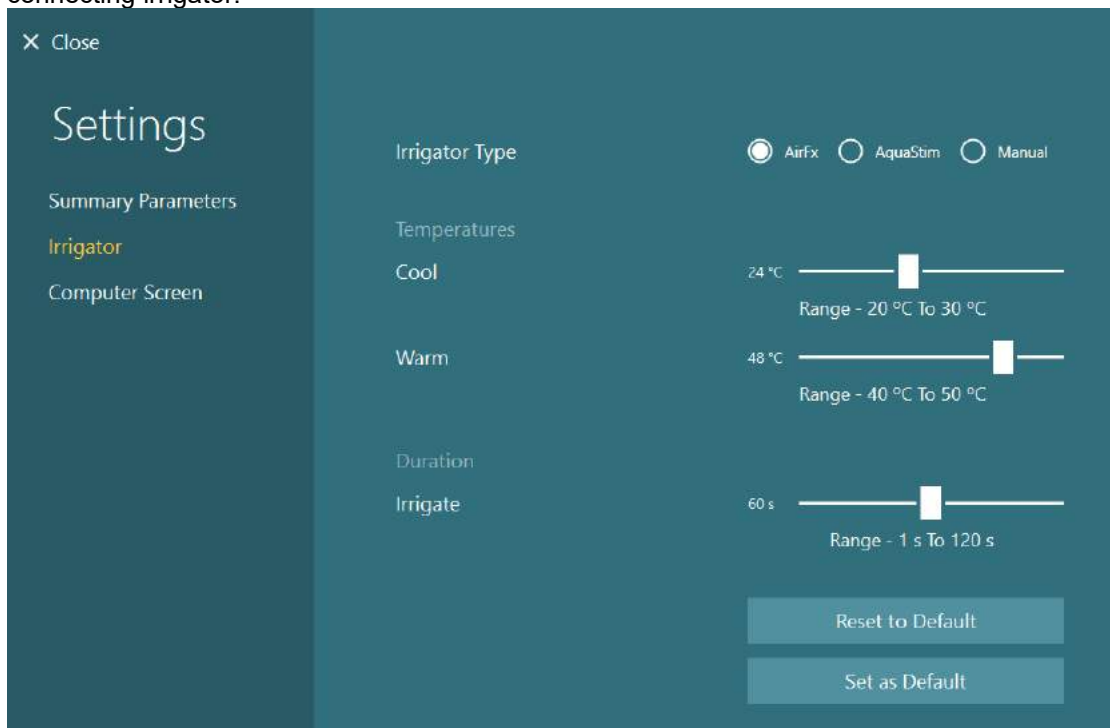 connecting irrigator.
✕ Close
Settings
Summary Parameters
Irrigator
Computer Screen
Irrigator Type
AirFx AquaStim Manual
Temperatures
Cool
24 °C
Range - 20 °C To 30 °C
Warm
48 °C
Range - 40 °C To 50 °C
Duration
Irrigate
60 s
Range - 1 s To 120 s
Reset to Default
Set as Default